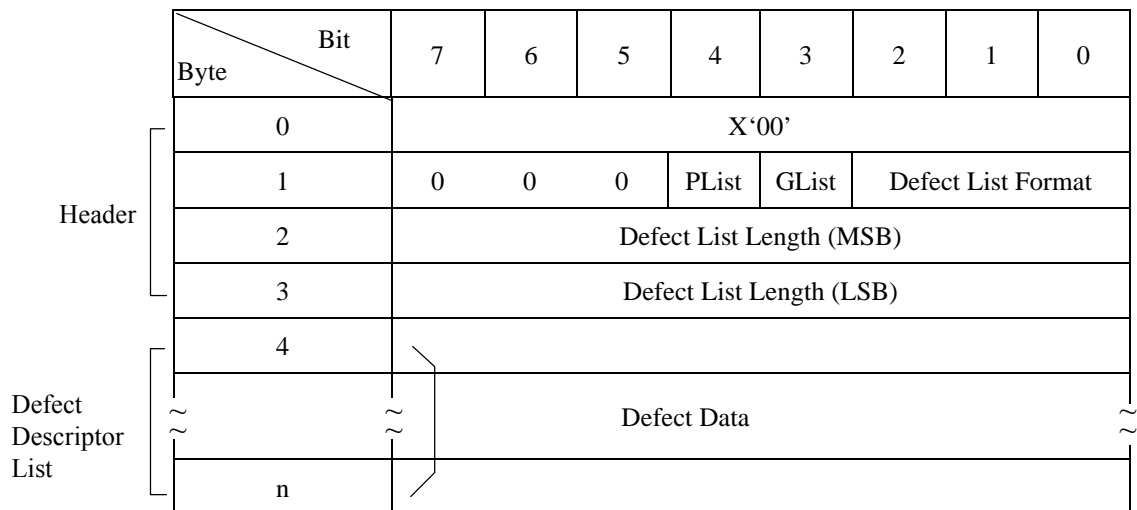 Bit
Byte
7 6 5 4 3 2 1 0
0 X‘00’
1 0 0 0 PList GList Defect List Format
Header
2 Defect List Length (MSB)
3 Defect List Length (LSB)
4
Defect
Descriptor
List
Defect Data
n